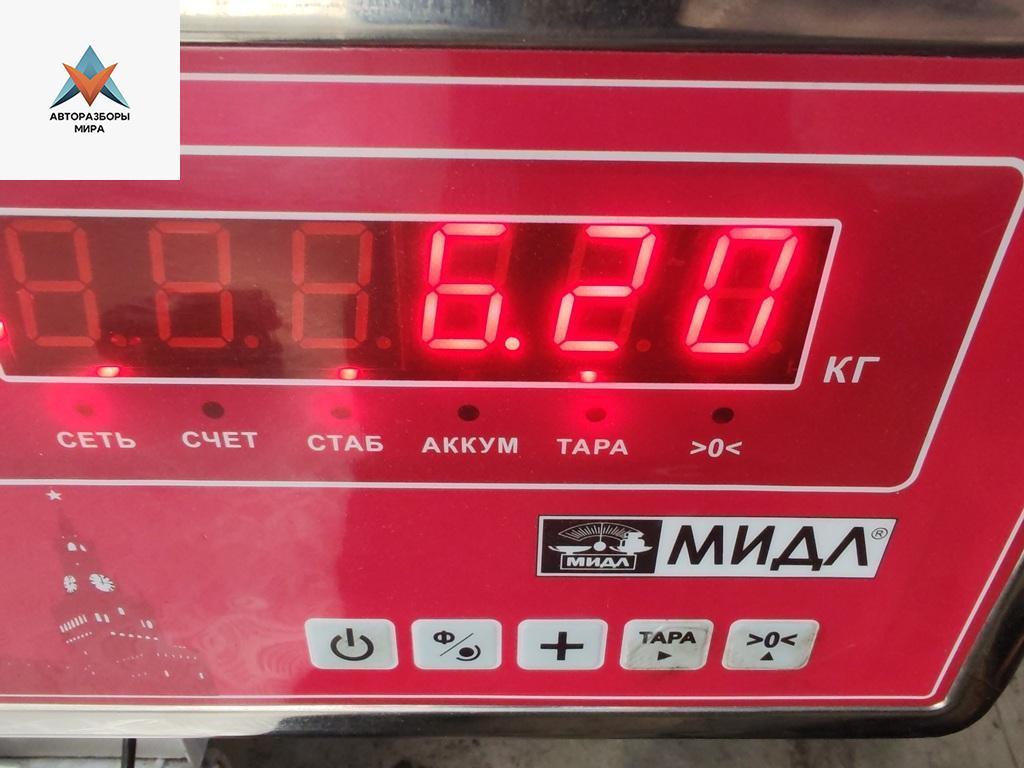 АВТОРАЗБОРЫ
МИРА
6.20
КГ
СЕТЬ СЧЕТ СТАБ АККУМ ТАРА >0<
МИДЛ МИДЛ®
Ф ТАРА >0<